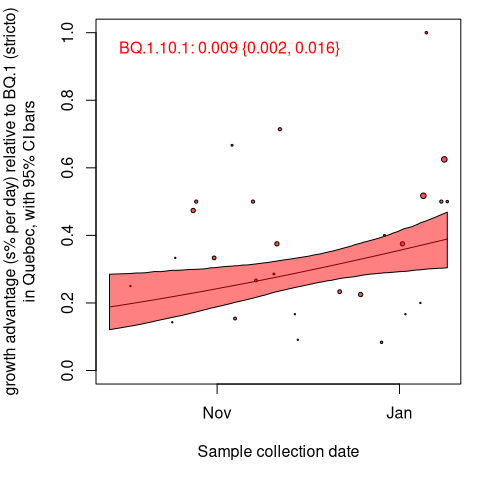 growth advantage (s% per day) relative to BQ.1 (stricto)
in Quebec, with 95% CI bars
BQ.1.10.1: 0.009 {0.002, 0.016}
1.0
0.8
0.6
0.4
0.2
0.0
Nov
Jan
Sample collection date